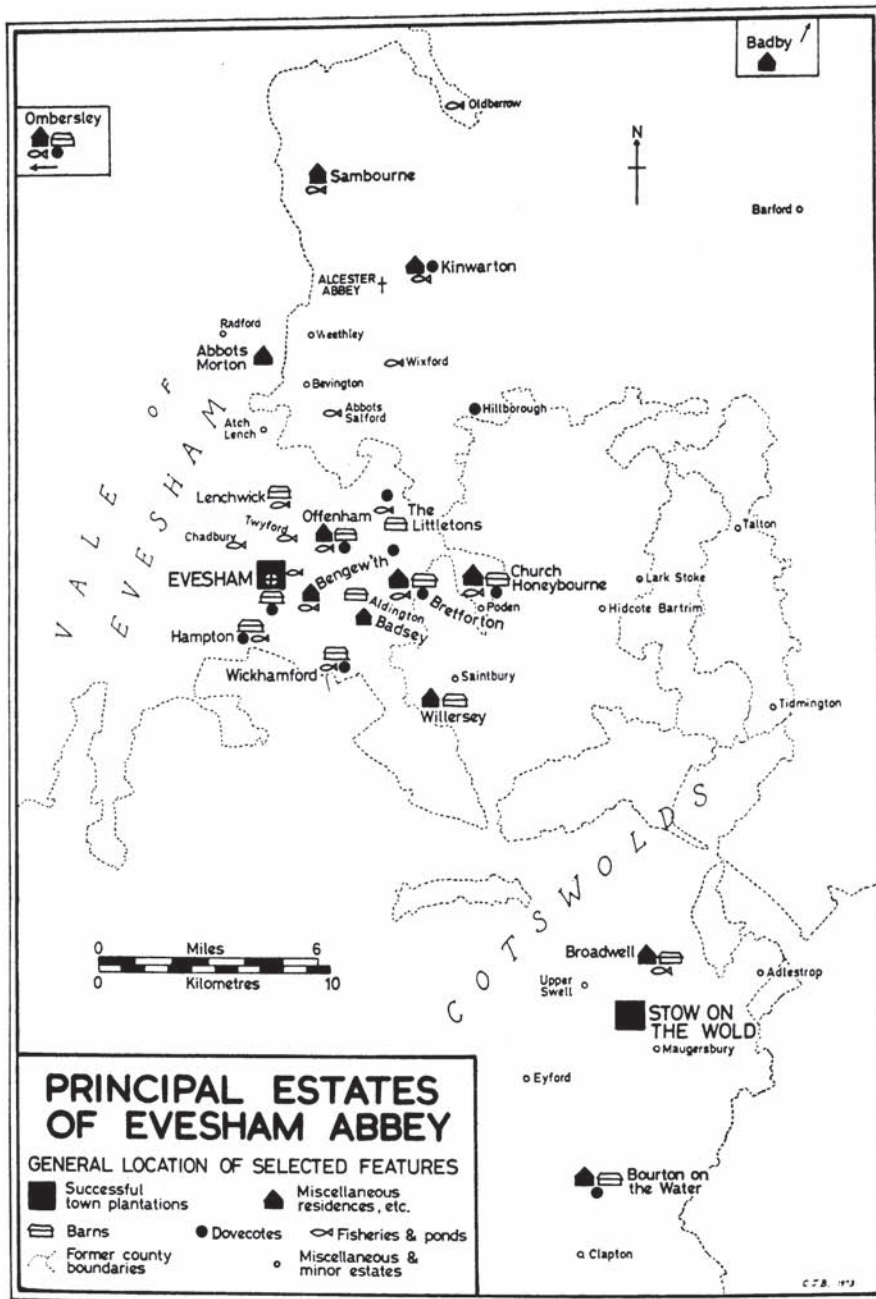 Badby
Ombersley
Oldberrow
N
Sambourne
Barford
Kinwarton
ALCESTER
ABBEY
Radford
Weethley
Abbots
Morton
Wixford
Bevington
Abbots
Salford
Hillborough
Atch
Lench
VALE OF
EVESHAM
Lenchwick
The
Littletons
Offenham
Twyford
Chadbury
Talton
EVESHAM
Bengew'th
Church
Honeybourne
Lark Stoke
Bretforton
Aldington
Poden
Hidcote Bartrim
Badsey
Hampton
Wickhamford
Saintbury
Willersey
Tidmington
COTSWOLDS
0 Miles 6
0 Kilometres 10
Broadwell
Adlestrop
Upper
Swell
STOW ON
THE WOLD
Maugersbury
Eyford
Bourton on
the Water
Clapton
PRINCIPAL ESTATES
OF EVESHAM ABBEY
GENERAL LOCATION OF SELECTED FEATURES
Successful
town plantations
Miscellaneous
residences, etc.
Barns
Dovecotes
Fisheries & ponds
Former county
boundaries
Miscellaneous &
minor estates